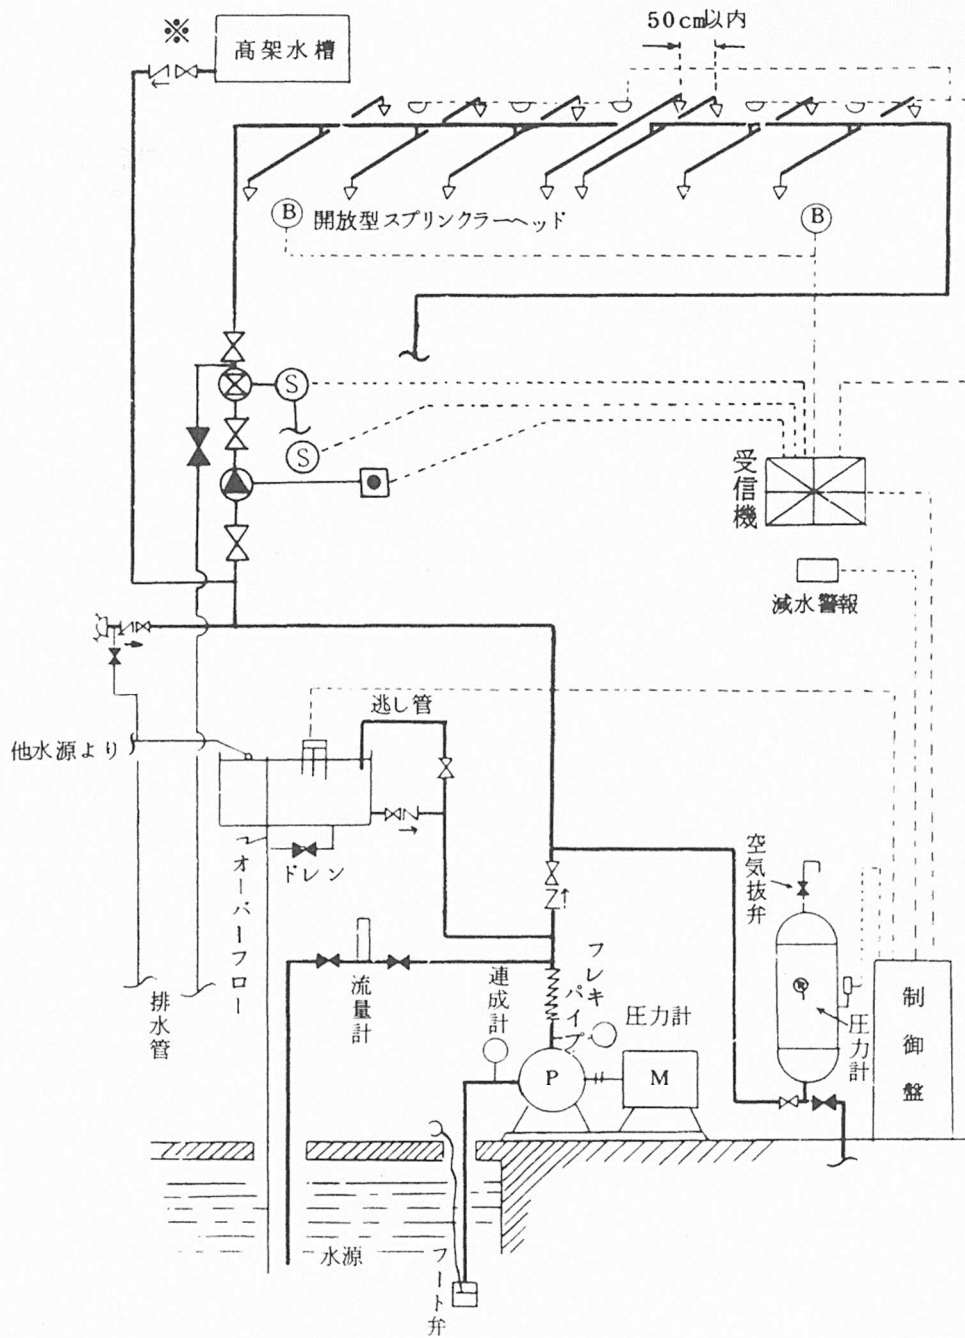 50cm以内
※
高架水槽
B
開放型スプリンクラーヘッド
B
S
S
受信機
減水警報
逃し管
他水源より
ドレン
オーバーフロー
空気抜弁
フレキパイプ
連成計
流量計
排水管
圧力計
圧力計
制御盤
P
M
水源
フート弁